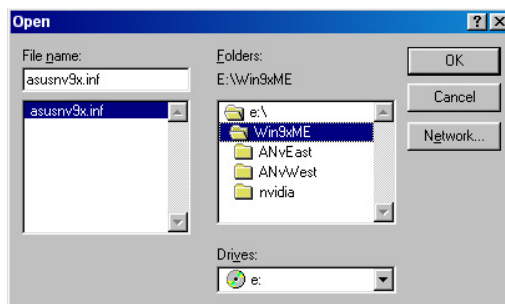 Open
File name:
asusnv9x.inf
asusnv9x.inf
Folders:
E:\Win9xME
e:\
Win9xME
ANvEast
ANvWest
nvidia
Drives:
e:
OK
Cancel
Network...